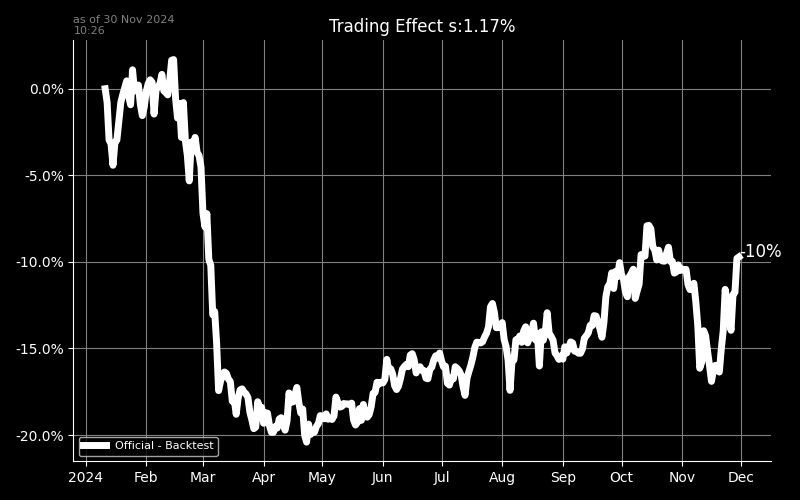 as of 30 Nov 2024
10:26
Trading Effect s:1.17%
0.0%
-5.0%
-10.0%
-15.0%
-20.0%
-10%
Official - Backtest
2024 Feb Mar Apr May Jun Jul Aug Sep Oct Nov Dec